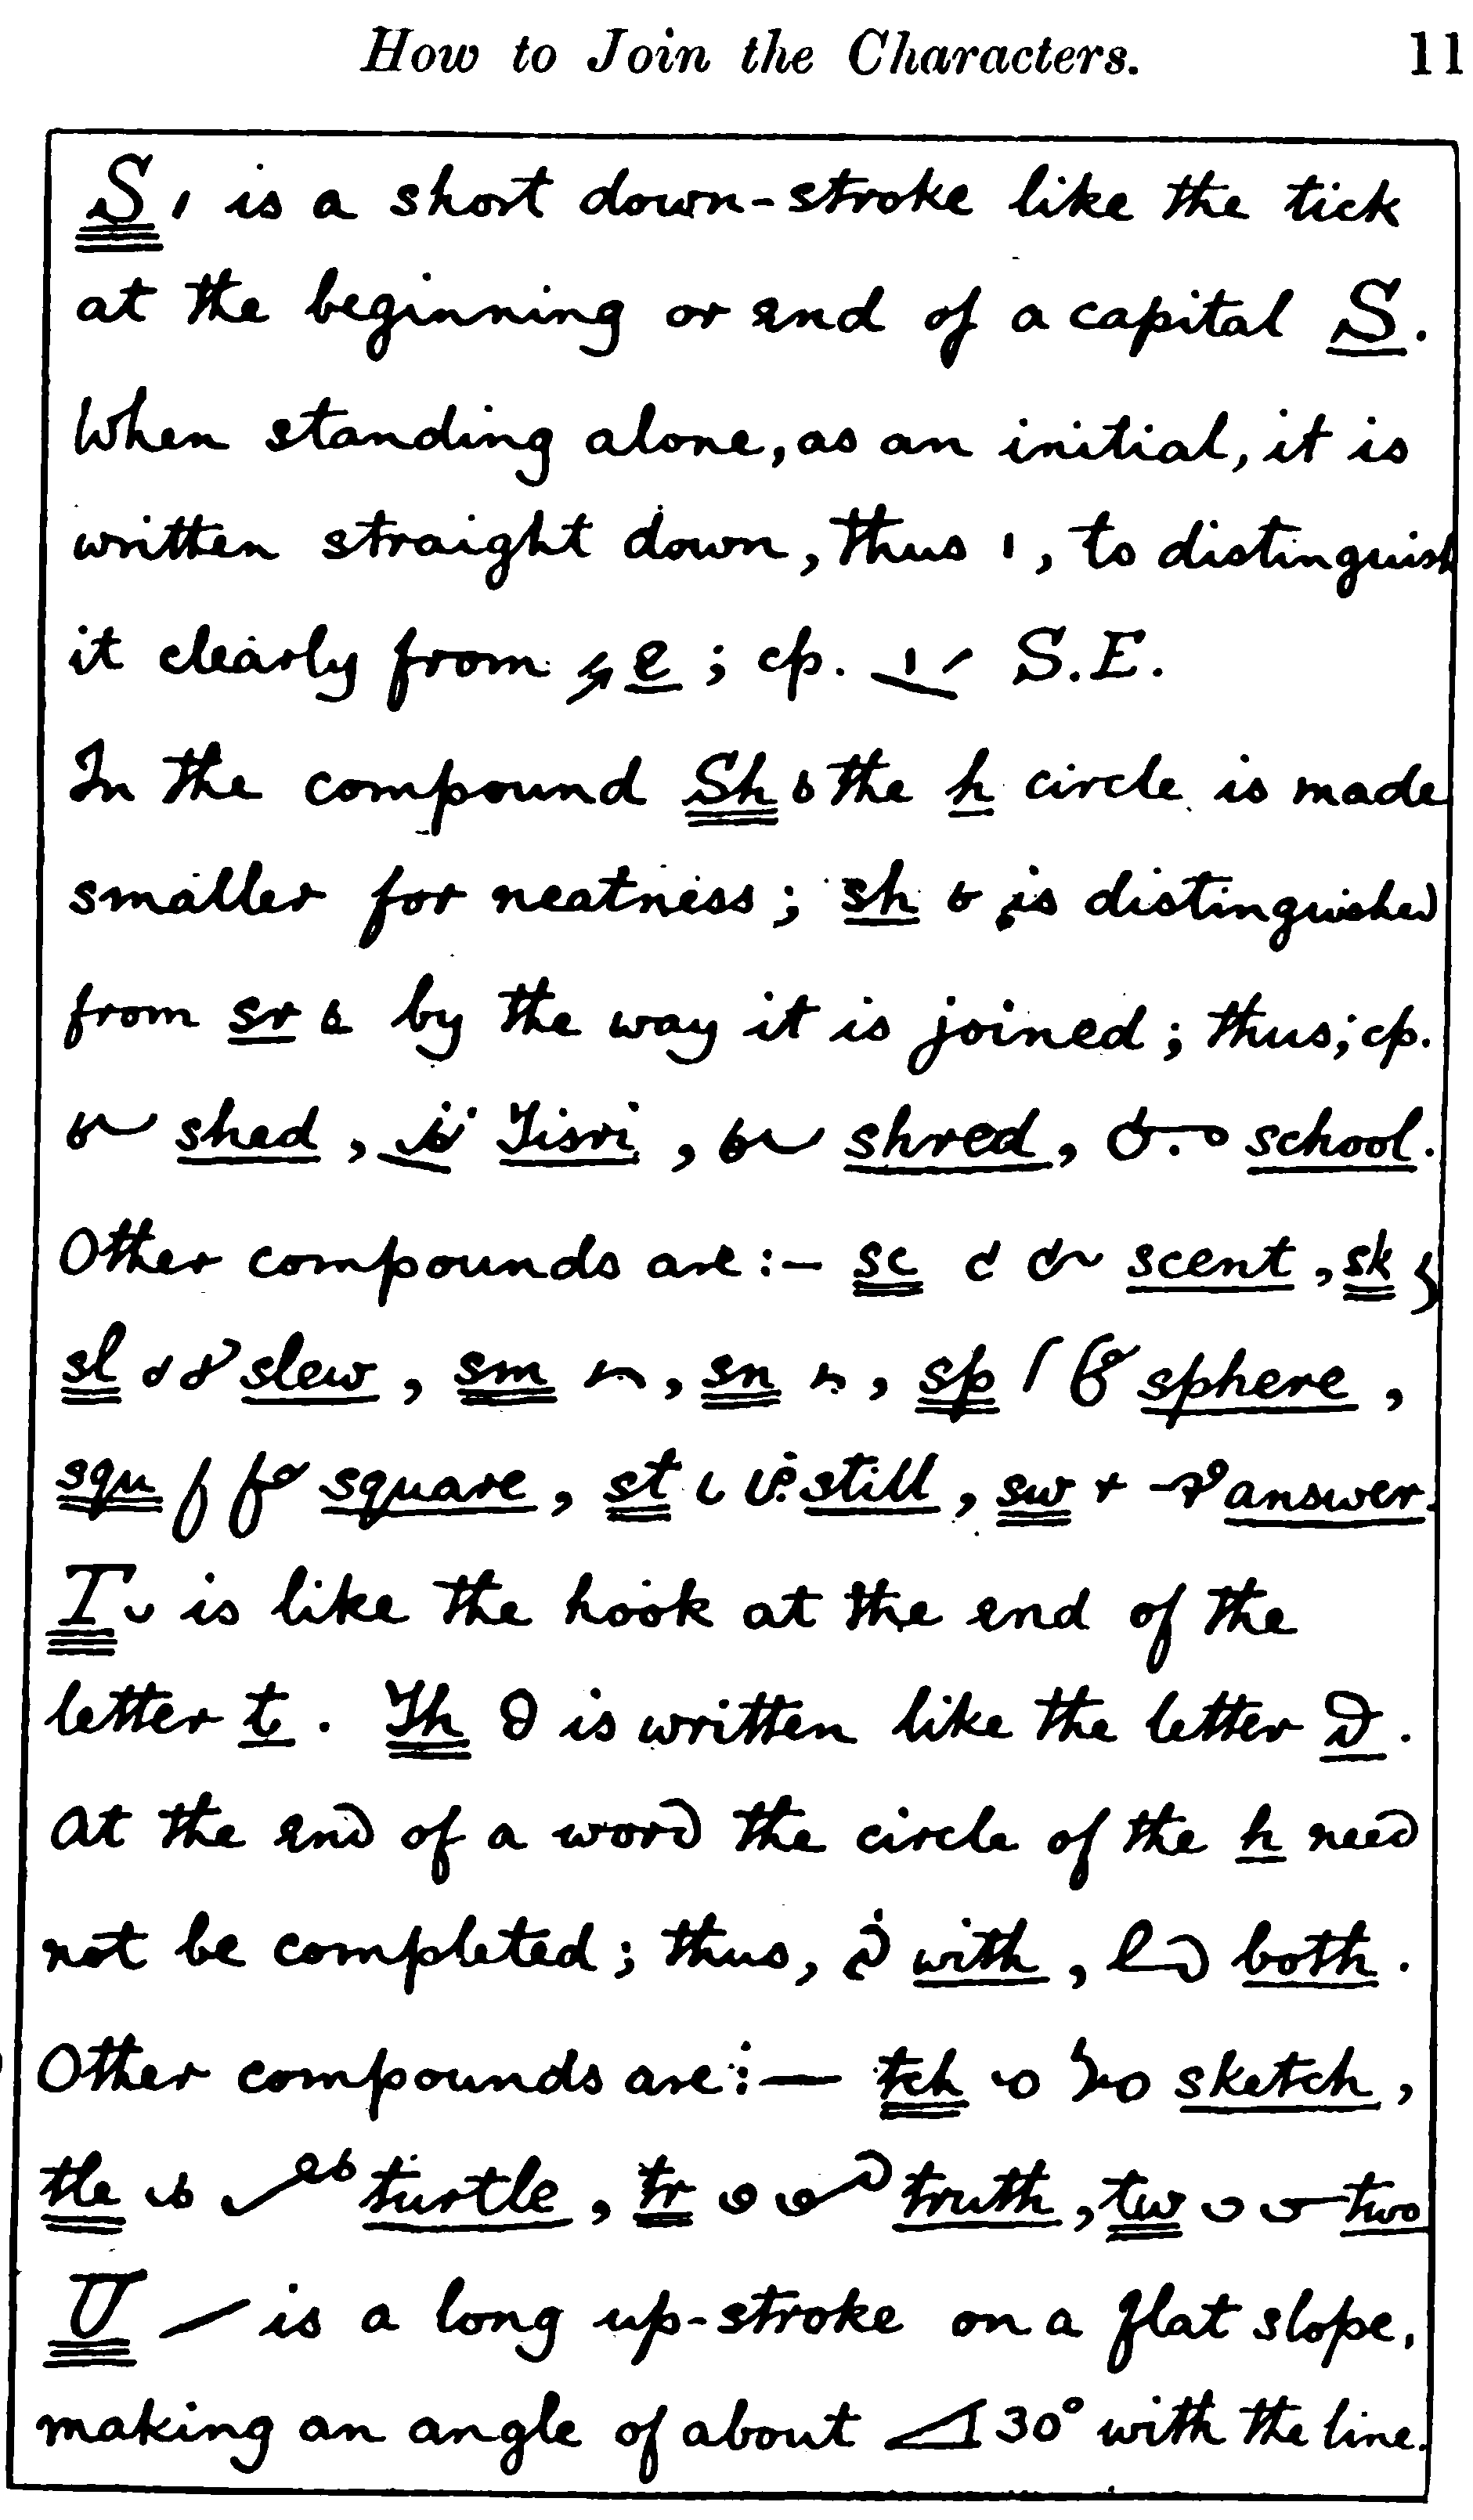 How to Join the Characters. 11
S is a short down-stroke like the tick
at the beginning or end of a capital S.
When standing alone, as an initial, it is
written straight down, thus , to distinguish
it clearly from e ; cp. S.E.
In the compound Sh the h circle is made
smaller for neatness; sh is distinguished
from sr by the way it is joined; thus; cp.
shed, Tisri, shred, school.
Other compounds are:- sc scent, sk
sl slew, sm , sn , sp sphere,
squ square, st still, sw answer.
T is like the hook at the end of the
letter t. Th is written like the letter d.
At the end of a word the circle of the h need
not be completed; thus, with, both.
Other compounds are:— tch sketch,
tle turtle, tr truth, tw two
U is a long up-stroke on a flat slope,
making an angle of about 30° with the line.